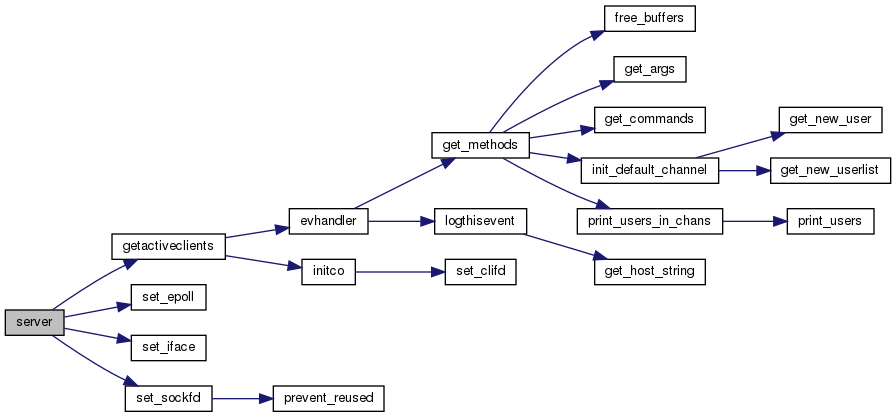 free_buffers
get_args
get_commands
get_new_user
get_methods
init_default_channel
get_new_userlist
evhandler
logthisevent
print_users_in_chans
print_users
getactiveclients
initco
set_clifd
get_host_string
set_epoll
server
set_iface
set_sockfd
prevent_reused